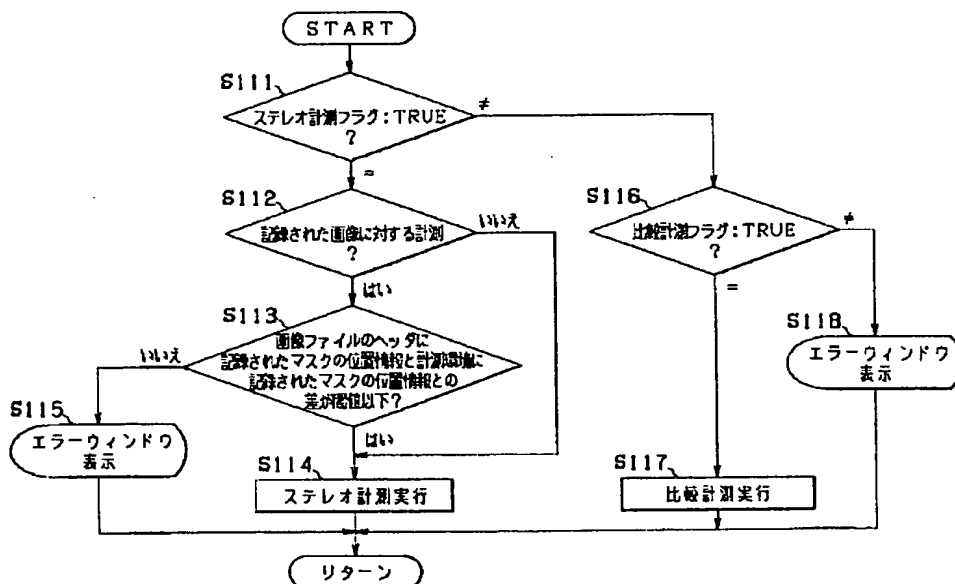 START
S111
ステレオ計測フラグ:TRUE
?
≠
=
S112
記録された画像に対する計測
?
いいえ
はい
S113
画像ファイルのヘッダに
記録されたマスクの位置情報と計測環境に
記録されたマスクの位置情報との
差が閾値以下?
いいえ
はい
S115
エラーウィンドウ
表示
S114
ステレオ計測実行
S116
比較計測フラグ:TRUE
?
≠
=
S118
エラーウィンドウ
表示
S117
比較計測実行
リターン